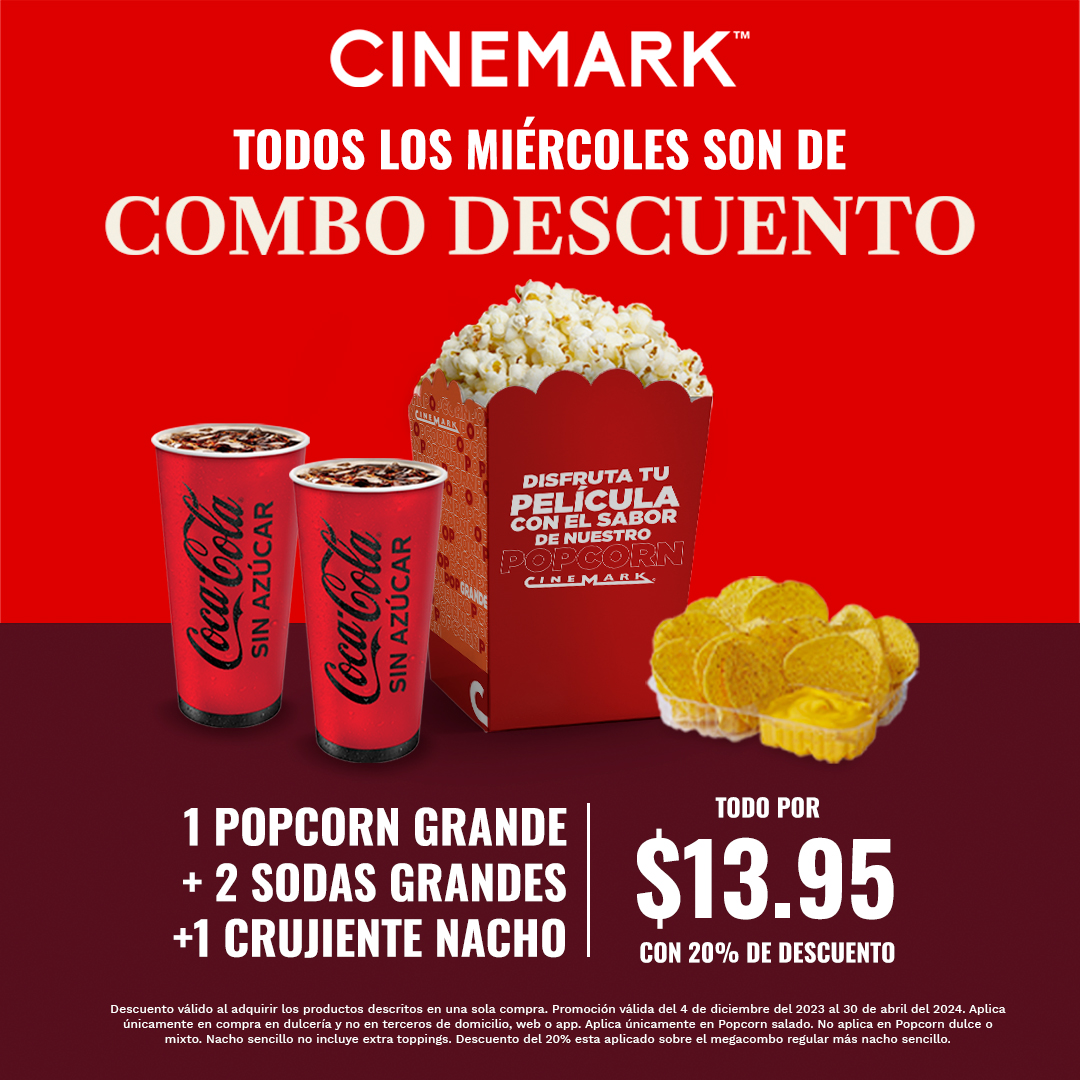 CINEMARK™
TODOS LOS MIÉRCOLES SON DE
COMBO DESCUENTO
CINEMARK
DISFRUTA TU
PELÍCULA
CON EL SABOR
DE NUESTRO
POPCORN
CINEMARK
GRANDE
Coca-Cola
SIN AZÚCAR
Coca-Cola
SIN AZÚCAR
1 POPCORN GRANDE
+ 2 SODAS GRANDES
+1 CRUJIENTE NACHO
TODO POR
$13.95
CON 20% DE DESCUENTO
Descuento válido al adquirir los productos descritos en una sola compra. Promoción válida del 4 de diciembre del 2023 al 30 de abril del 2024. Aplica
únicamente en compra en dulcería y no en terceros de domicilio, web o app. Aplica únicamente en Popcorn salado. No aplica en Popcorn dulce o
mixto. Nacho sencillo no incluye extra toppings. Descuento del 20% esta aplicado sobre el megacombo regular más nacho sencillo.